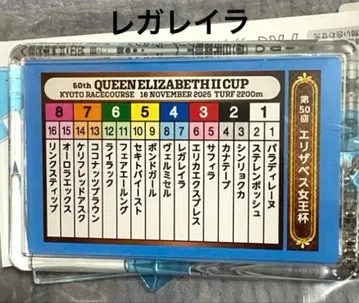 レガレイラ
50th QUEEN ELIZABETH II CUP
KYOTO RACECOURSE 16 NOVEMBER 2025 TURF 2200m
第50回 エリザベス女王杯
8 7 6 5 4 3 2 1
16 15 14 13 12 11 10 9 8 7 6 5 4 3 2 1
パラディレーヌ
ステレンボッシュ
シンリョクカ
カナテープ
サフィラ
エリカエクスプレス
レガレイラ
ヴェルミセル
ボンドガール
セキトバイースト
フェアエールング
ライラック
ココナッツブラウン
ケリフレッドアスク
オーロラエックス
リンクスティップ